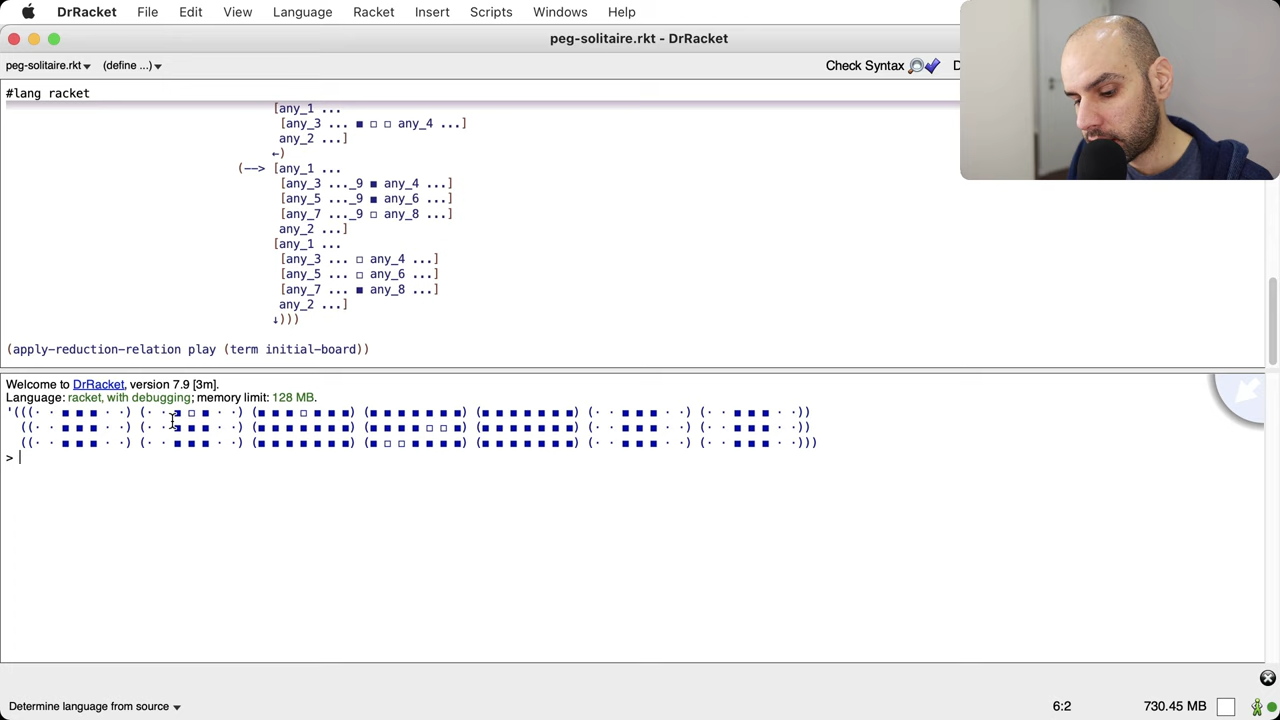 DrRacket File Edit View Language Racket Insert Scripts Windows Help
peg-solitaire.rkt - DrRacket
peg-solitaire.rkt▾ (define ...)▾ Check Syntax D
#lang racket
[any_1 ...
[any_3 ... ■ □ □ any_4 ...]
any_2 ...]
←)
(--> [any_1 ...
[any_3 ..._9 ■ any_4 ...]
[any_5 ..._9 ■ any_6 ...]
[any_7 ..._9 □ any_8 ...]
any_2 ...]
[any_1 ...
[any_3 ... □ any_4 ...]
[any_5 ... □ any_6 ...]
[any_7 ... ■ any_8 ...]
any_2 ...]
↓)))
(apply-reduction-relation play (term initial-board))
Welcome to DrRacket, version 7.9 [3m].
Language: racket, with debugging; memory limit: 128 MB.
'(((· · ■ ■ ■ · ·) (· · ■ □ ■ · ·) (■ ■ ■ □ ■ ■ ■) (■ ■ ■ ■ ■ ■ ■) (■ ■ ■ ■ ■ ■ ■) (· · ■ ■ ■ · ·) (· · ■ ■ ■ · ·))
((· · ■ ■ ■ · ·) (· · ■ ■ ■ · ·) (■ ■ ■ ■ ■ ■ ■) (■ ■ ■ ■ □ □ ■) (■ ■ ■ ■ ■ ■ ■) (· · ■ ■ ■ · ·) (· · ■ ■ ■ · ·))
((· · ■ ■ ■ · ·) (· · ■ ■ ■ · ·) (■ ■ ■ ■ ■ ■ ■) (■ □ □ ■ ■ ■ ■) (■ ■ ■ ■ ■ ■ ■) (· · ■ ■ ■ · ·) (· · ■ ■ ■ · ·)))
>
Determine language from source ▾ 6:2 730.45 MB